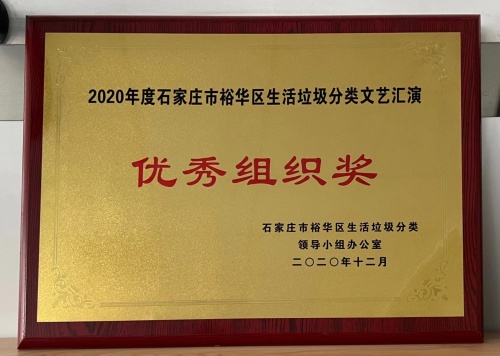 2020年度石家庄市裕华区生活垃圾分类文艺汇演
优秀组织奖
石家庄市裕华区生活垃圾分类
领导小组办公室
二〇二〇年十二月